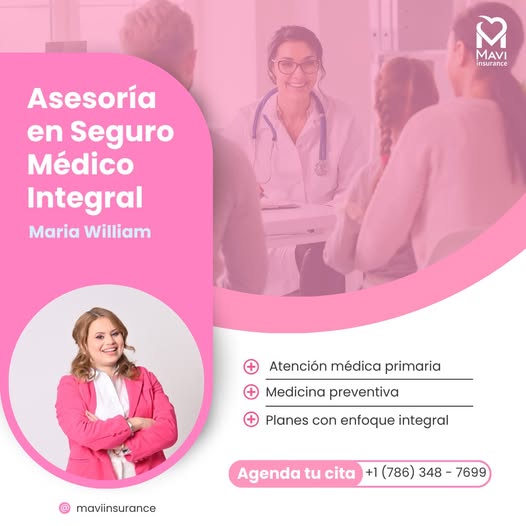 MAVI
insurance
Asesoría
en Seguro
Médico
Integral
Maria William
Atención médica primaria
Medicina preventiva
Planes con enfoque integral
Agenda tu cita +1 (786) 348 - 7699
@ maviinsurance